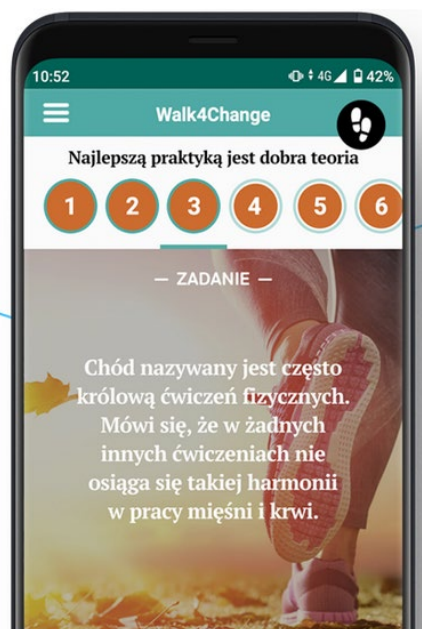 10:52 4G 42%
Walk4Change
Najlepszą praktyką jest dobra teoria
1 2 3 4 5 6
— ZADANIE —
Chód nazywany jest często
królową ćwiczeń fizycznych.
Mówi się, że w żadnych
innych ćwiczeniach nie
osiąga się takiej harmonii
w pracy mięśni i krwi.